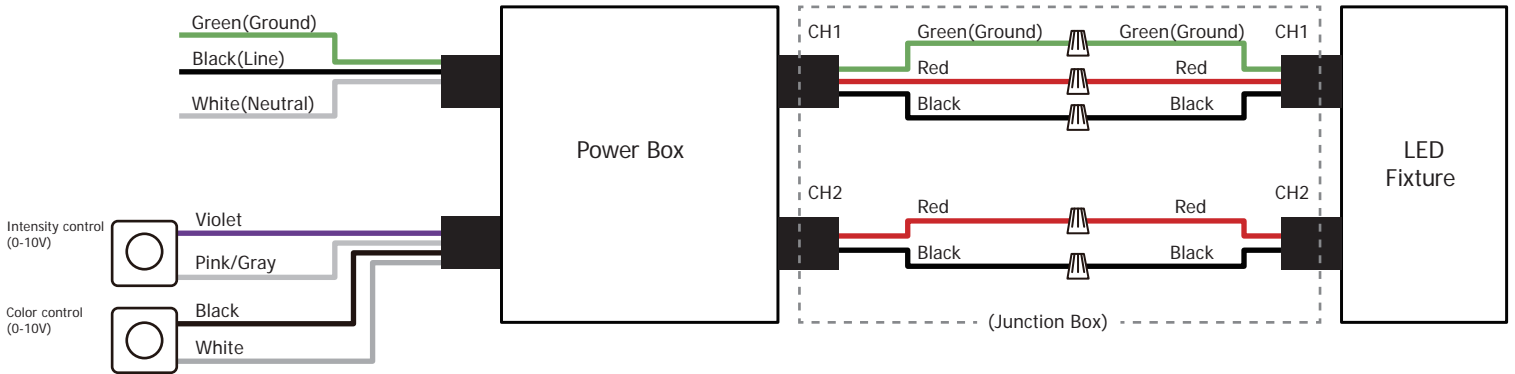 Green(Ground)
Black(Line)
White(Neutral)
Intensity control
(0-10V)
Violet
Pink/Gray
Color control
(0-10V)
Black
White
Power Box
CH1
Green(Ground)
Green(Ground)
CH1
Red
Red
Black
Black
CH2
CH2
Red
Red
Black
Black
(Junction Box)
LED
Fixture